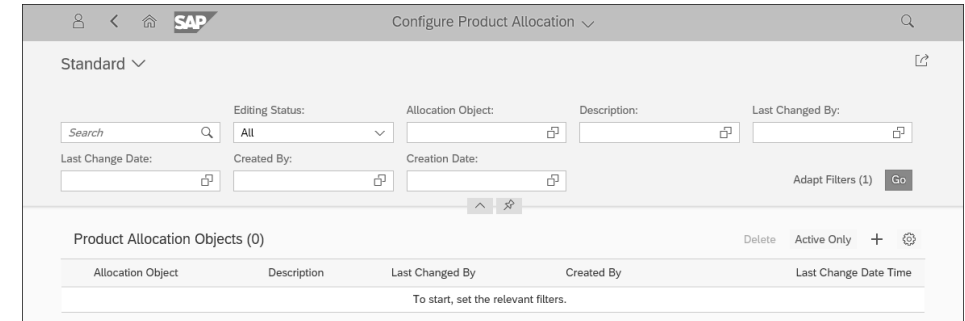 SAP
Configure Product Allocation
Standard
Editing Status: Allocation Object: Description: Last Changed By:
Search All
Last Change Date: Created By: Creation Date:
Adapt Filters (1) Go
Product Allocation Objects (0) Delete Active Only
Allocation Object Description Last Changed By Created By Last Change Date Time
To start, set the relevant filters.